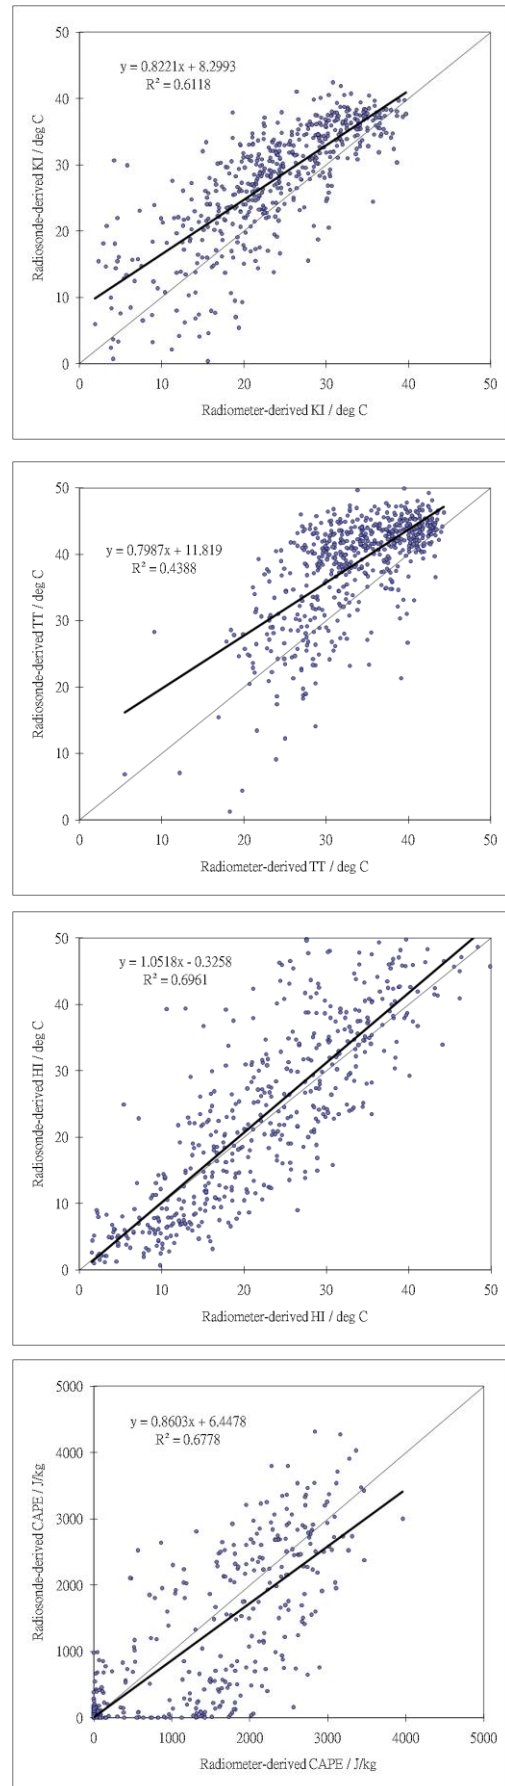 50
y = 0.8221x + 8.2993
R² = 0.6118
40
30
20
10
0
0 10 20 30 40 50
Radiosonde-derived KI / deg C
Radiometer-derived KI / deg C
50
y = 0.7987x + 11.819
R² = 0.4388
40
30
20
10
0
0 10 20 30 40 50
Radiosonde-derived TT / deg C
Radiometer-derived TT / deg C
50
y = 1.0518x - 0.3258
R² = 0.6961
40
30
20
10
0
0 10 20 30 40 50
Radiosonde-derived HI / deg C
Radiometer-derived HI / deg C
5000
y = 0.8603x + 6.4478
R² = 0.6778
4000
3000
2000
1000
0
0 1000 2000 3000 4000 5000
Radiosonde-derived CAPE / J/kg
Radiometer-derived CAPE / J/kg